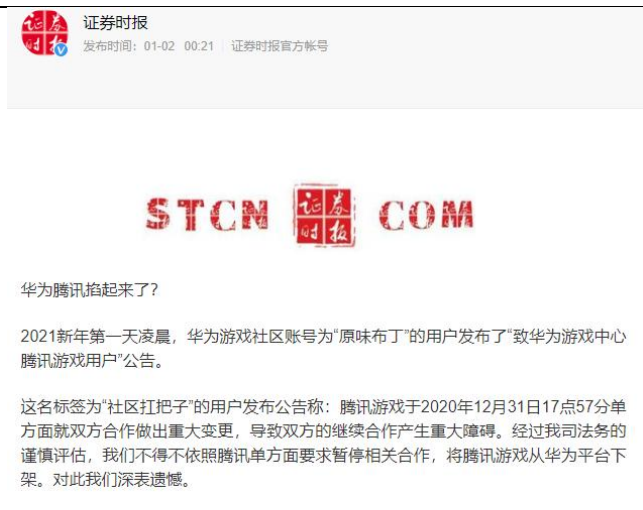 证券时报
证券时报
发布时间：01-02 00:21 证券时报官方帐号
STCN 证券时报 COM
华为腾讯掐起来了？
2021新年第一天凌晨，华为游戏社区账号为“原味布丁”的用户发布了“致华为游戏中心
腾讯游戏用户”公告。
这名标签为“社区扛把子”的用户发布公告称：腾讯游戏于2020年12月31日17点57分单
方面就双方合作做出重大变更，导致双方的继续合作产生重大障碍。经过我司法务的
谨慎评估，我们不得不依照腾讯单方面要求暂停相关合作，将腾讯游戏从华为平台下
架。对此我们深表遗憾。